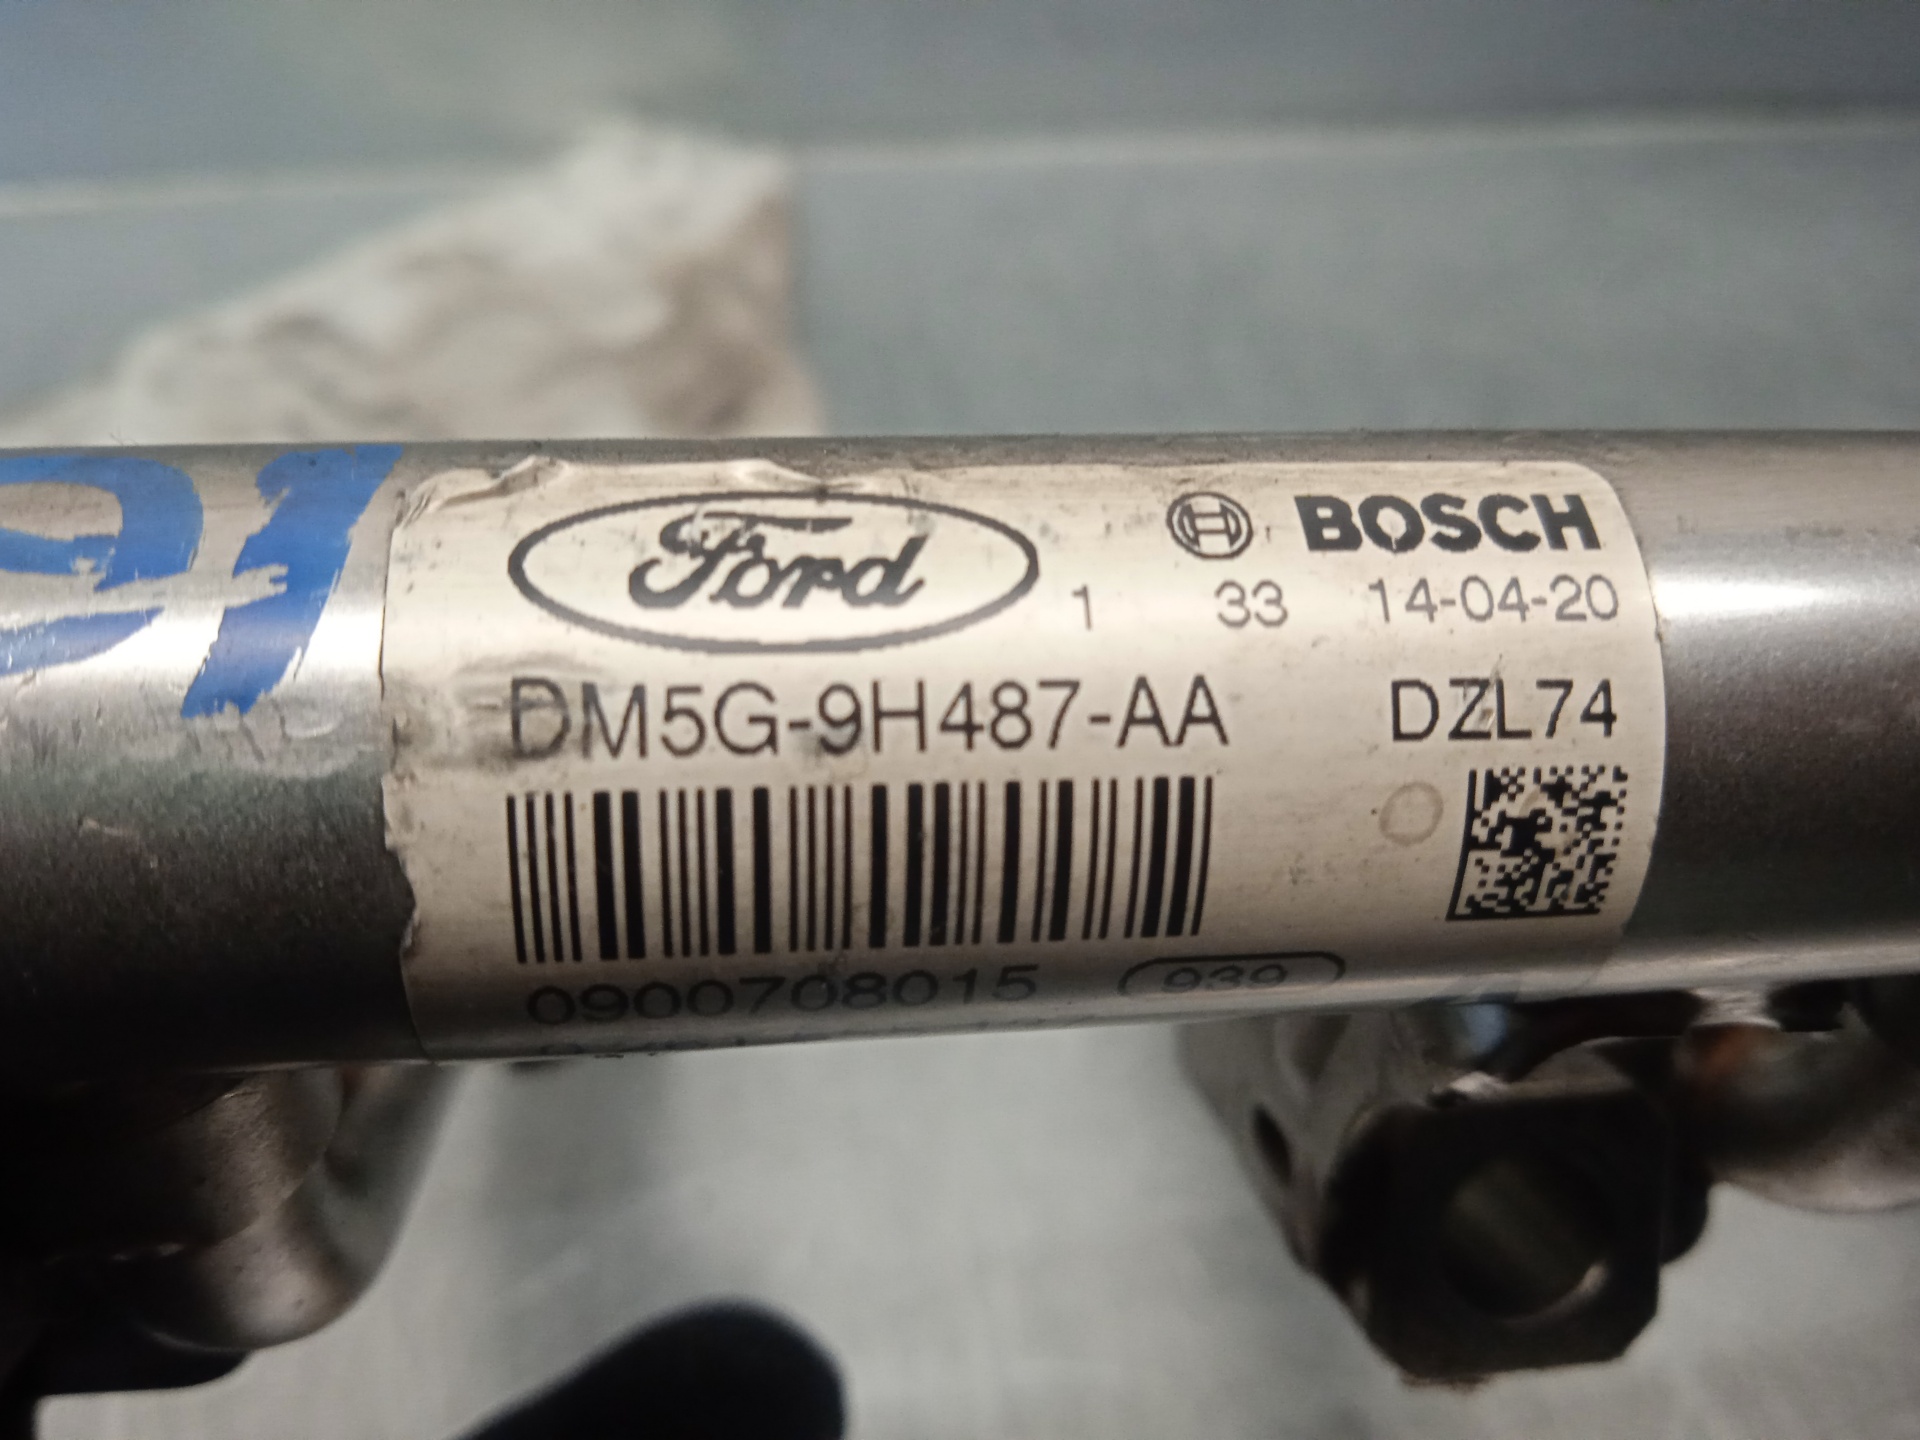 Ford
BOSCH
1 33 14-04-20
DM5G-9H487-AA DZL74
0900708015 939